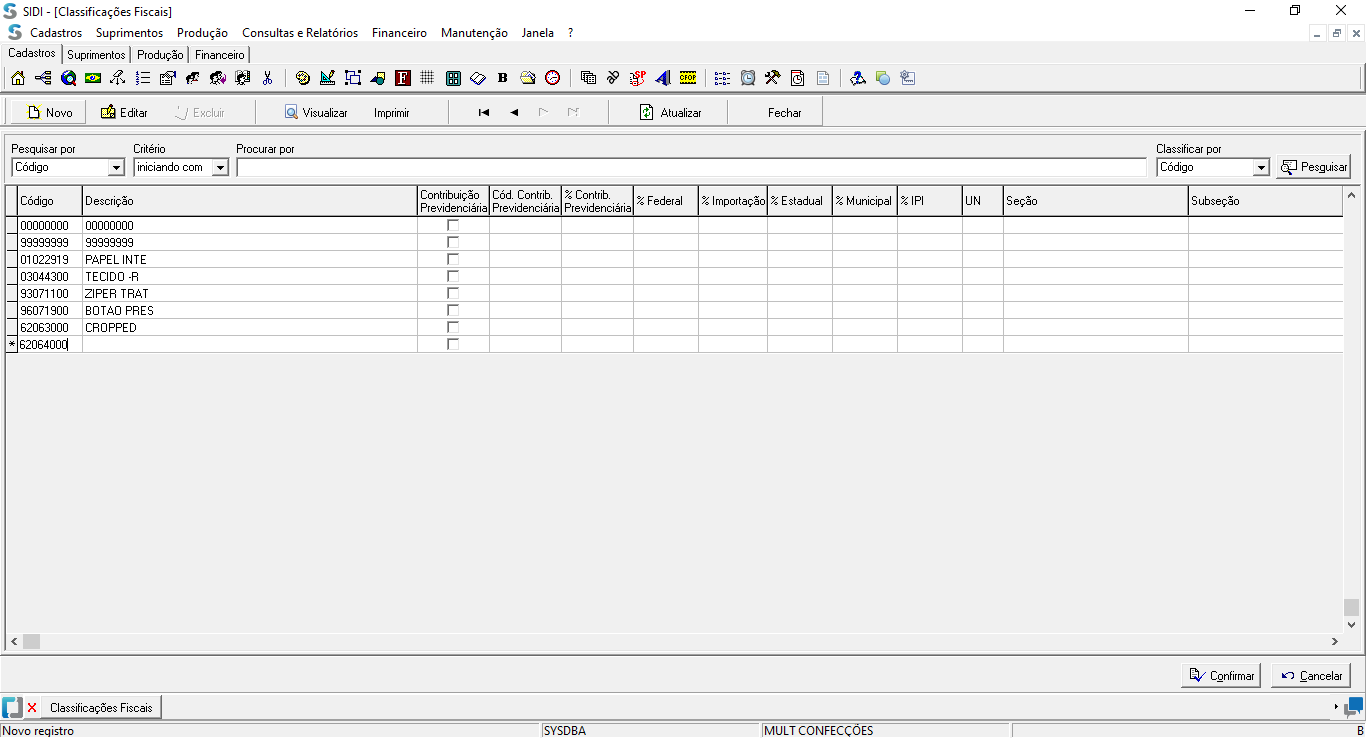 SIDI - [Classificações Fiscais]
Cadastros Suprimentos Produção Consultas e Relatórios Financeiro Manutenção Janela ?
Cadastros Suprimentos Produção Financeiro
F B SP CFOP
Novo Editar Excluir Visualizar Imprimir Atualizar Fechar
Pesquisar por Critério Procurar por Classificar por
Código iniciando com Código Pesquisar
Código Descrição Contribuição Previdenciária Cód. Contrib. Previdenciária % Contrib. Previdenciária % Federal % Importação % Estadual % Municipal % IPI UN Seção Subseção
00000000 00000000
99999999 99999999
01022919 PAPEL INTE
03044300 TECIDO -R
93071100 ZIPER TRAT
96071900 BOTAO PRES
62063000 CROPPED
* 62064000
Confirmar Cancelar
Classificações Fiscais
Novo registro SYSDBA MULT CONFECÇÕES B